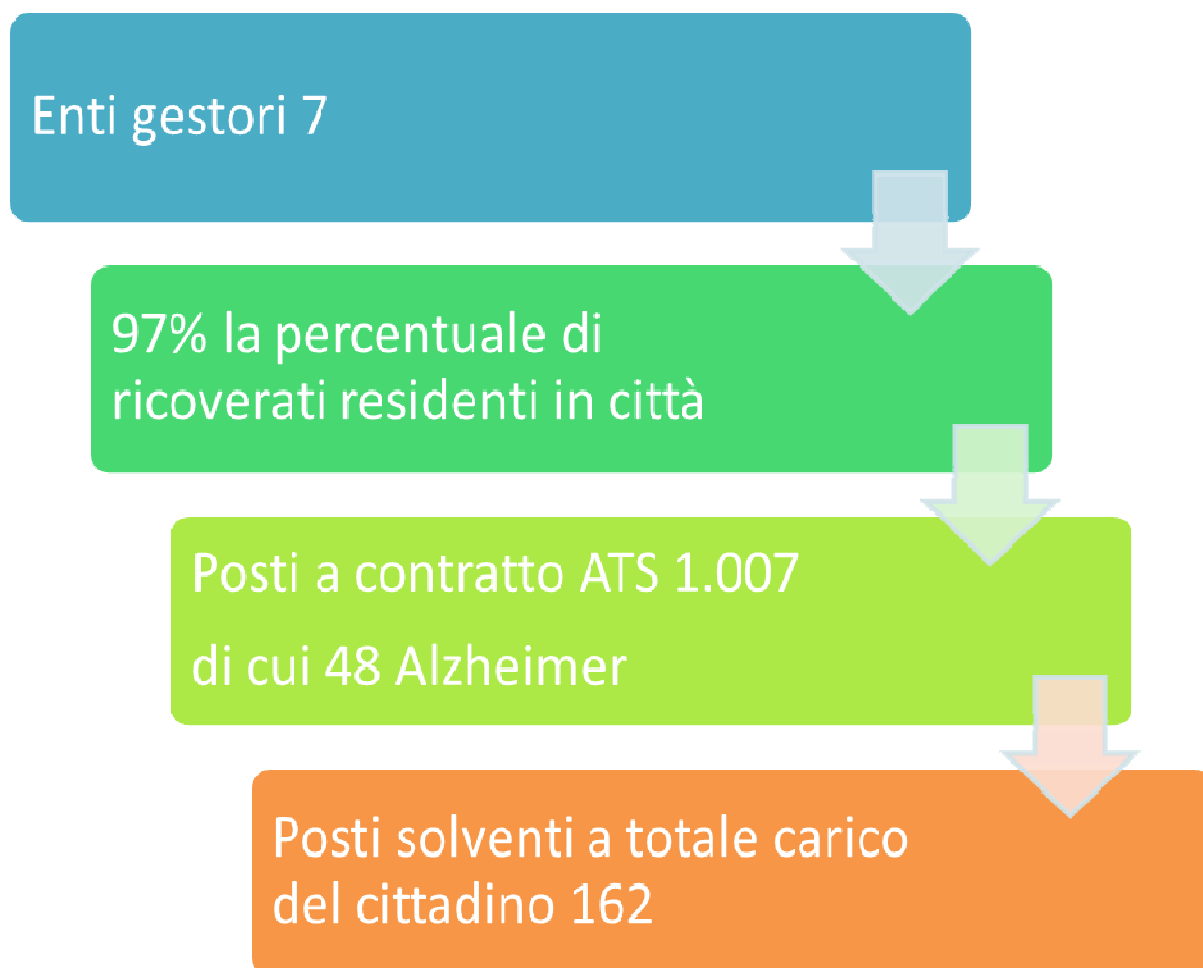 Enti gestori 7
97% la percentuale di
ricoverati residenti in città
Posti a contratto ATS 1.007
di cui 48 Alzheimer
Posti solventi a totale carico
del cittadino 162